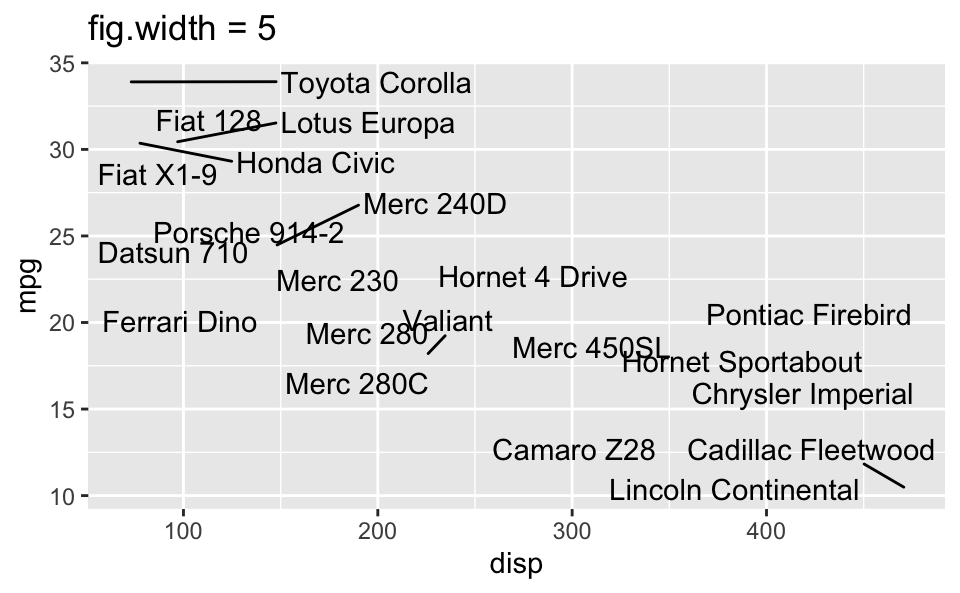 fig.width = 5
35
Toyota Corolla
Fiat 128
Lotus Europa
30
Honda Civic
Fiat X1-9
Merc 240D
25
Porsche 914-2
Datsun 710
Merc 230
Hornet 4 Drive
mpg
20
Ferrari Dino
Valiant
Pontiac Firebird
Merc 280
Merc 450SL
Hornet Sportabout
Merc 280C
Chrysler Imperial
15
Camaro Z28
Cadillac Fleetwood
10
Lincoln Continental
100
200
300
400
disp